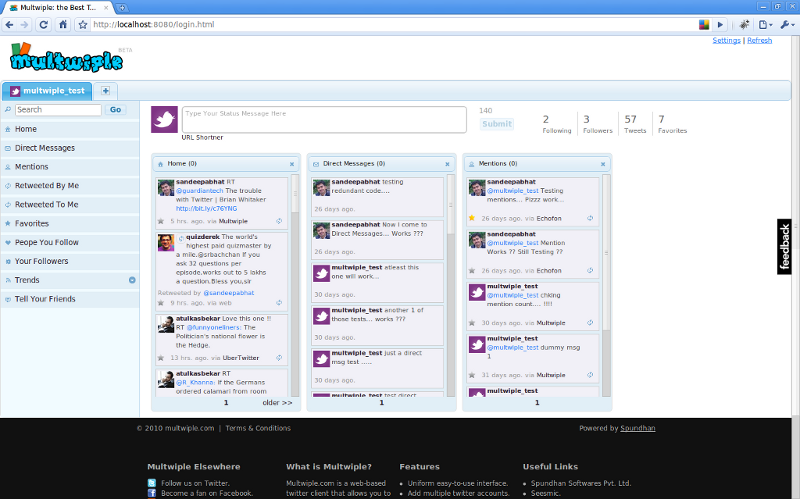 Multwiple: the Best T...
http://localhost:8080/login.html
Settings | Refresh
multwiple
BETA
multwiple_test
Search
Go
Home
Direct Messages
Mentions
Retweeted By Me
Retweeted To Me
Favorites
Peope You Follow
Your Followers
Trends
Tell Your Friends
Type Your Status Message Here
URL Shortner
140
Submit
2
Following
3
Followers
57
Tweets
7
Favorites
Home (0)
sandeepabhat RT
@guardiantech The trouble
with Twitter | Brian Whitaker
http://bit.ly/c76YNG
5 hrs. ago. via Multwiple
quizderek The world's
highest paid quizmaster by
a mile,@srbachchan If you
ask 32 questions per
episode,works out to 5 lakhs
a question.Bless you,sir
Retweeted by @sandeepabhat
9 hrs. ago. via web
atulkasbekar Love this one !!
RT @funnyoneliners: The
Politician's national flower is
the Hedge.
13 hrs. ago. via UberTwitter
atulkasbekar RT
@R_Khanna: If the Germans
ordered calamari from room
1
older >>
Direct Messages (0)
sandeepabhat testing
redundant code....
26 days ago.
sandeepabhat Now I come to
Direct Messages... Works ???
26 days ago.
multwiple_test atleast this
one will work...
30 days ago.
multwiple_test another 1 of
those tests... works ???
30 days ago.
multwiple_test just a direct
msg test .....
30 days ago.
multwiple_test test direct
1
Mentions (0)
sandeepabhat
@multwiple_test Testing
mentions... Plzzz work...
26 days ago. via Echofon
sandeepabhat
@multwiple_test Mention
Works ?? Still Testing ??
26 days ago. via Echofon
multwiple_test
@multwiple_test chking
mention count.... !!!!!
30 days ago. via Multwiple
multwiple_test
@multwiple_test dummy msg
1
31 days ago. via Multwiple
multwiple_test
1
feedback
© 2010 multwiple.com | Terms & Conditions
Powered by Spundhan
Multwiple Elsewhere
Follow us on Twitter.
Become a fan on Facebook.
What is Multwiple?
Multwiple.com is a web-based
twitter client that allows you to
Features
Uniform easy-to-use interface.
Add multiple twitter accounts.
Useful Links
Spundhan Softwares Pvt. Ltd.
Seesmic.